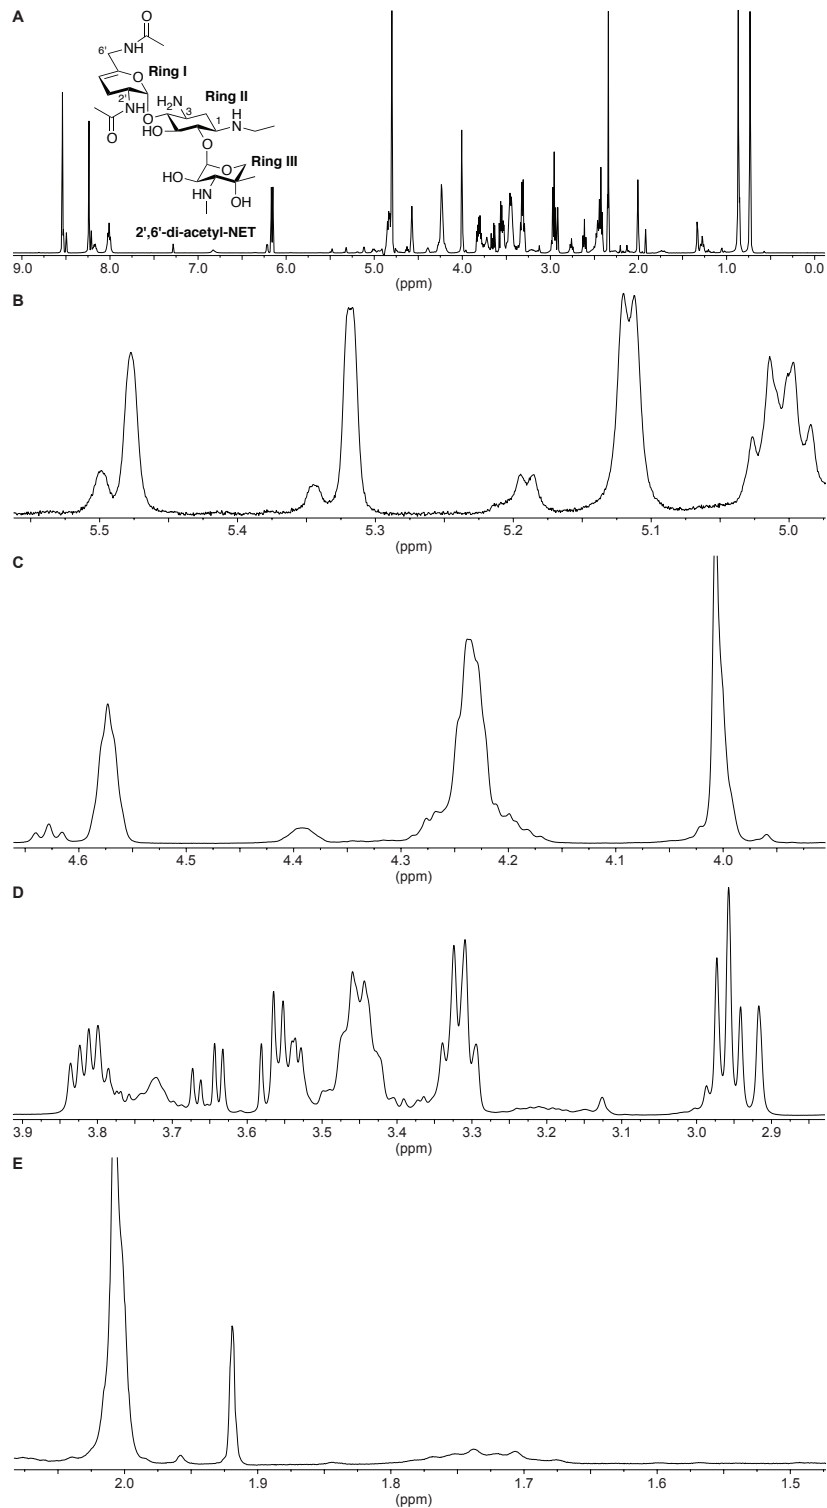 A
O
NH
6'
O
Ring I
2'
NH
O
H2N
3
Ring II
O
HO
1
H
N
O
O
Ring III
HO
HN
OH
2',6'-di-acetyl-NET
9.0 8.0 7.0 6.0 5.0 4.0 3.0 2.0 1.0 0.0
(ppm)
B
5.5 5.4 5.3 5.2 5.1 5.0
(ppm)
C
4.6 4.5 4.4 4.3 4.2 4.1 4.0
(ppm)
D
3.9 3.8 3.7 3.6 3.5 3.4 3.3 3.2 3.1 3.0 2.9
(ppm)
E
2.0 1.9 1.8 1.7 1.6 1.5
(ppm)